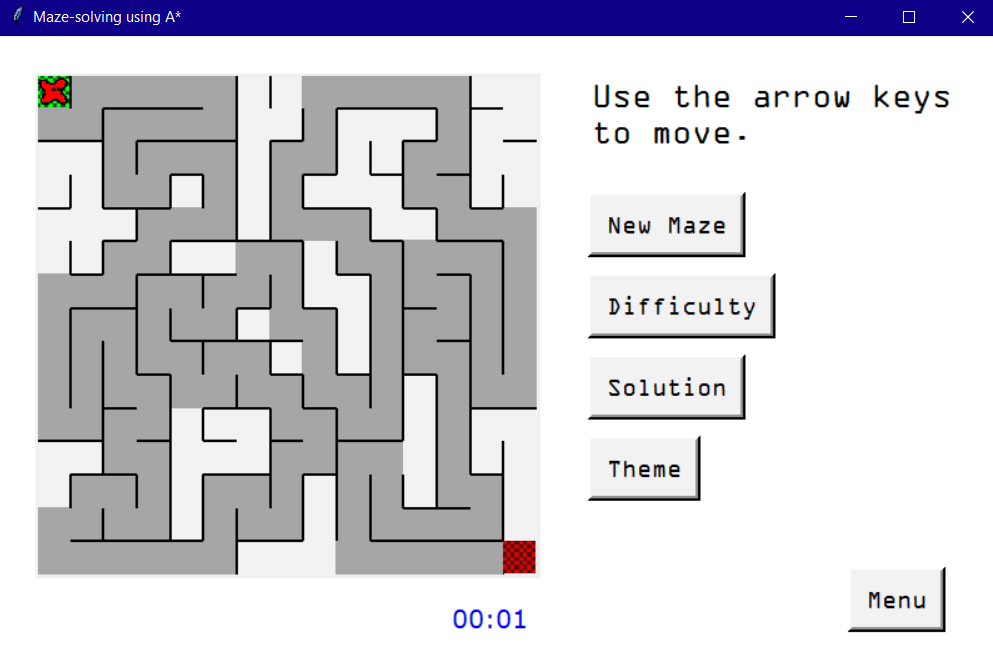 Maze-solving using A*
Use the arrow keys
to move.
New Maze
Difficulty
Solution
Theme
Menu
00:01